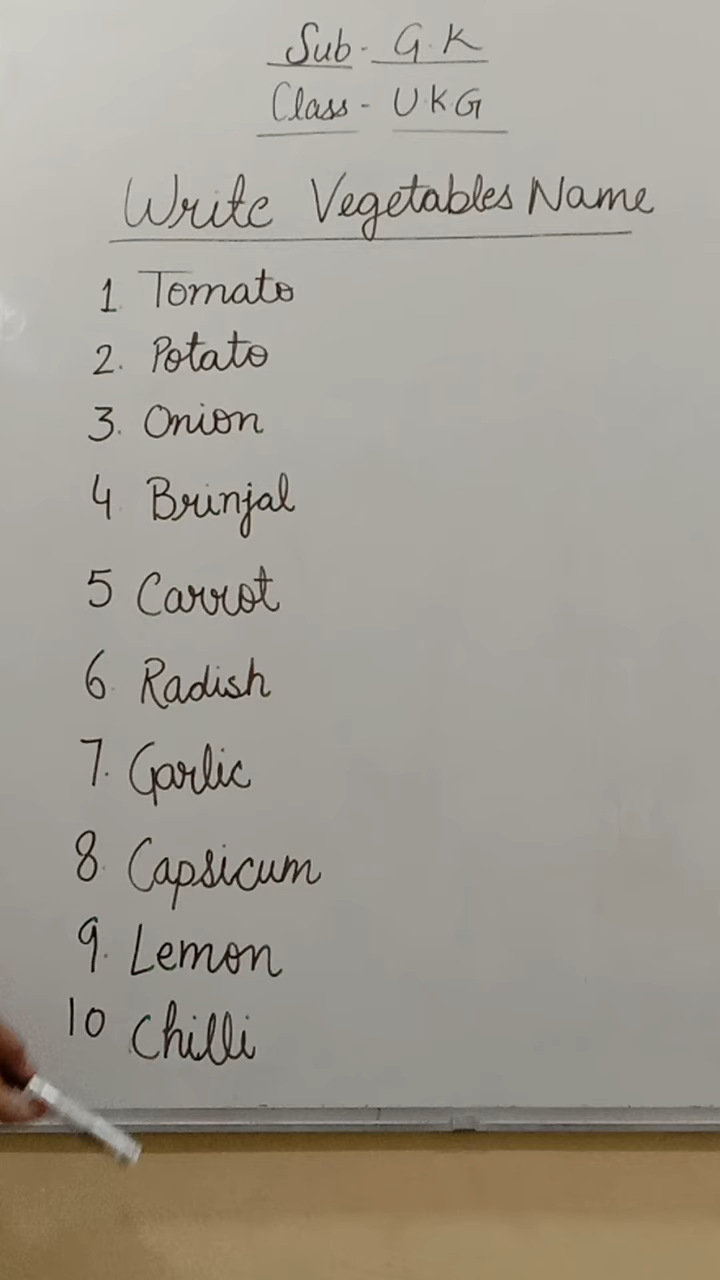 Sub - G.K
Class - U.K.G
Write Vegetables Name
1. Tomato
2. Potato
3. Onion
4. Brinjal
5 Carrot
6. Radish
7. Garlic
8. Capsicum
9. Lemon
10 Chilli